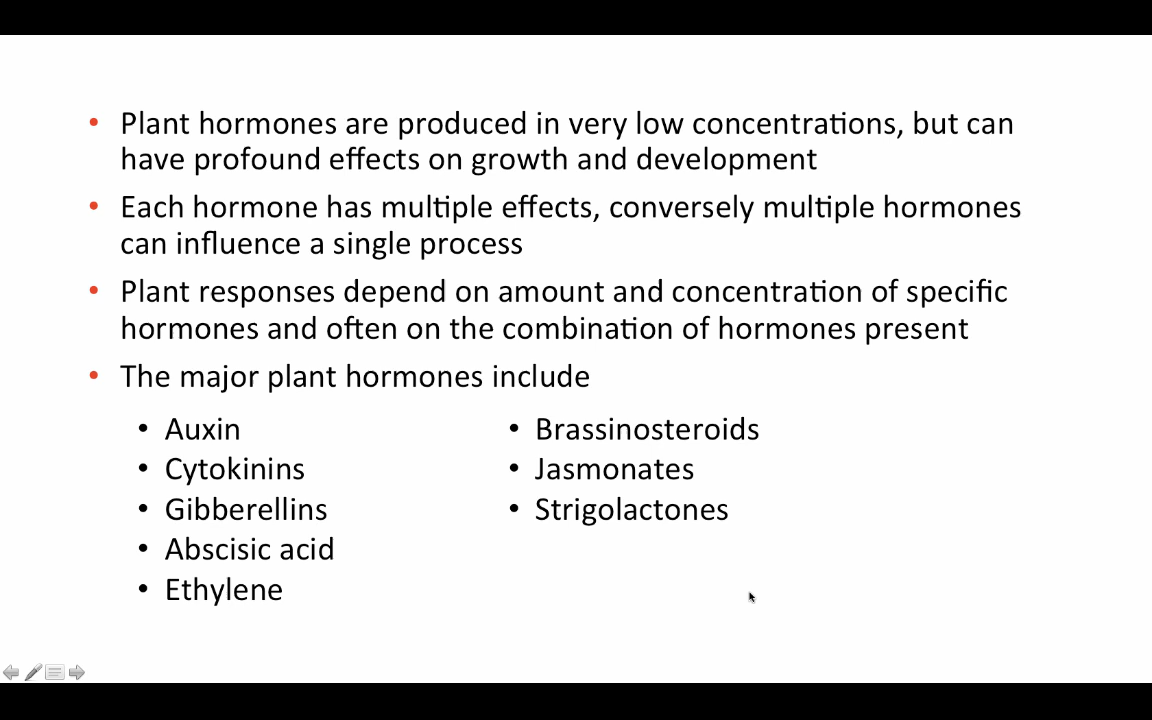 • Plant hormones are produced in very low concentrations, but can
have profound effects on growth and development
• Each hormone has multiple effects, conversely multiple hormones
can influence a single process
• Plant responses depend on amount and concentration of specific
hormones and often on the combination of hormones present
• The major plant hormones include
• Auxin
• Cytokinins
• Gibberellins
• Abscisic acid
• Ethylene
• Brassinosteroids
• Jasmonates
• Strigolactones